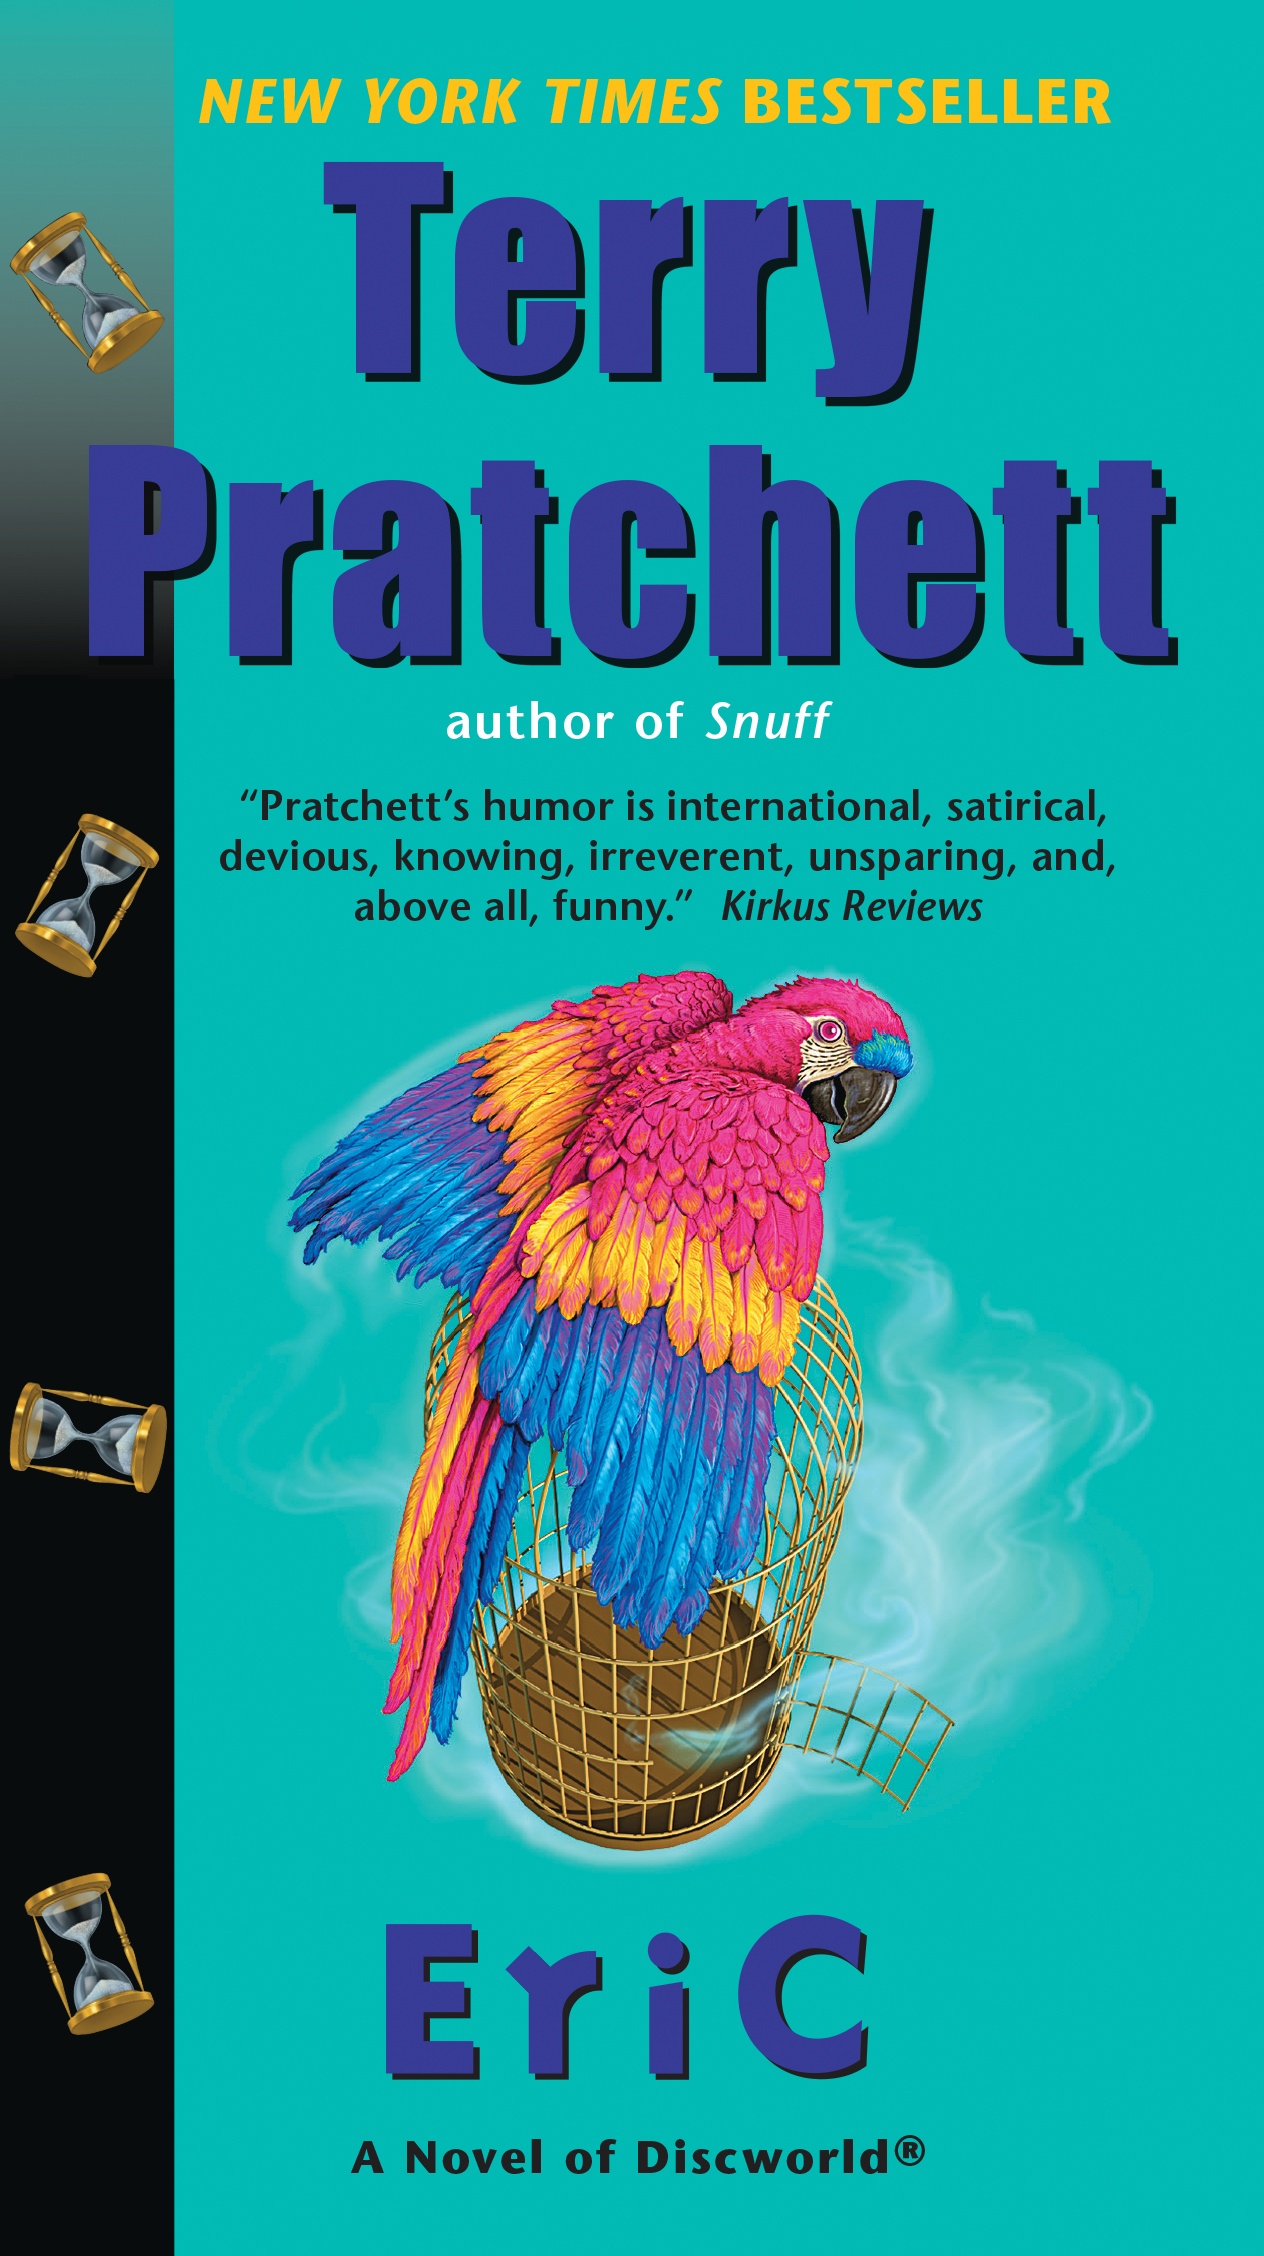 NEW YORK TIMES BESTSELLER
Terry
Pratchett
author of Snuff
“Pratchett’s humor is international, satirical,
devious, knowing, irreverent, unsparing, and,
above all, funny.” Kirkus Reviews
EriC
A Novel of Discworld®